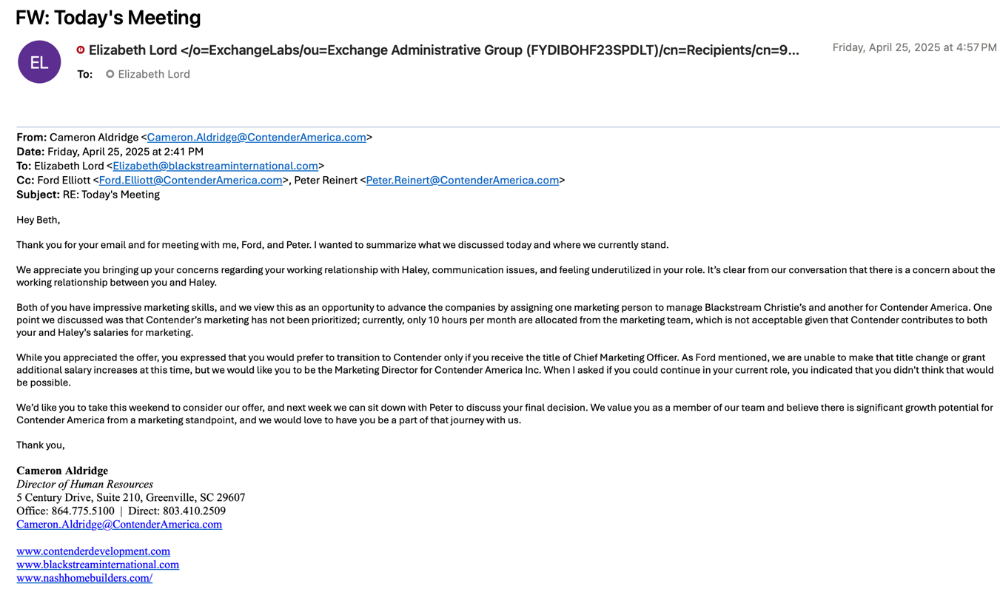 FW: Today's Meeting
EL
Elizabeth Lord </o=ExchangeLabs/ou=Exchange Administrative Group (FYDIBOHF23SPDLT)/cn=Recipients/cn=9...
Friday, April 25, 2025 at 4:57 PM
To: Elizabeth Lord
From: Cameron Aldridge <Cameron.Aldridge@ContenderAmerica.com>
Date: Friday, April 25, 2025 at 2:41 PM
To: Elizabeth Lord <Elizabeth@blackstreaminternational.com>
Cc: Ford Elliott <Ford.Elliott@ContenderAmerica.com>, Peter Reinert <Peter.Reinert@ContenderAmerica.com>
Subject: RE: Today's Meeting
Hey Beth,
Thank you for your email and for meeting with me, Ford, and Peter. I wanted to summarize what we discussed today and where we currently stand.
We appreciate you bringing up your concerns regarding your working relationship with Haley, communication issues, and feeling underutilized in your role. It’s clear from our conversation that there is a concern about the
working relationship between you and Haley.
Both of you have impressive marketing skills, and we view this as an opportunity to advance the companies by assigning one marketing person to manage Blackstream Christie’s and another for Contender America. One
point we discussed was that Contender’s marketing has not been prioritized; currently, only 10 hours per month are allocated from the marketing team, which is not acceptable given that Contender contributes to both
your and Haley’s salaries for marketing.
While you appreciated the offer, you expressed that you would prefer to transition to Contender only if you receive the title of Chief Marketing Officer. As Ford mentioned, we are unable to make that title change or grant
additional salary increases at this time, but we would like you to be the Marketing Director for Contender America Inc. When I asked if you could continue in your current role, you indicated that you didn't think that would
be possible.
We’d like you to take this weekend to consider our offer, and next week we can sit down with Peter to discuss your final decision. We value you as a member of our team and believe there is significant growth potential for
Contender America from a marketing standpoint, and we would love to have you be a part of that journey with us.
Thank you,
Cameron Aldridge
Director of Human Resources
5 Century Drive, Suite 210, Greenville, SC 29607
Office: 864.775.5100 | Direct: 803.410.2509
Cameron.Aldridge@ContenderAmerica.com
www.contenderdevelopment.com
www.blackstreaminternational.com
www.nashhomebuilders.com/